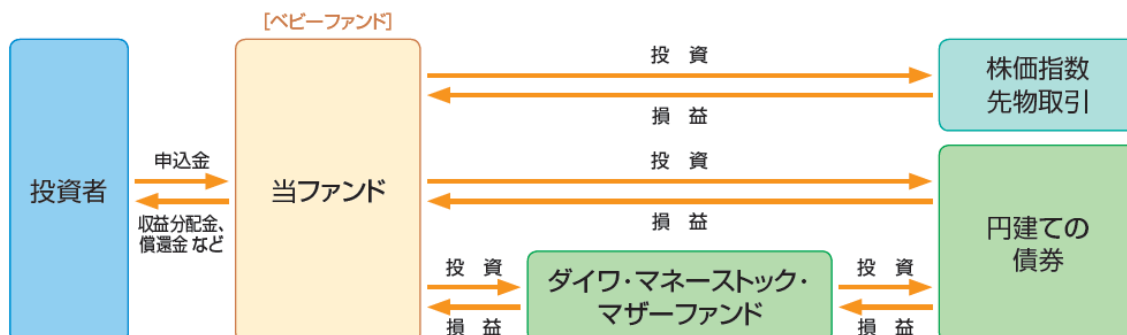 [ベビーファンド]
投資者
申込金
収益分配金、
償還金 など
当ファンド
投 資
損 益
株価指数
先物取引
投 資
損 益
円建ての
債券
投 資
損 益
ダイワ・マネーストック・
マザーファンド
投 資
損 益